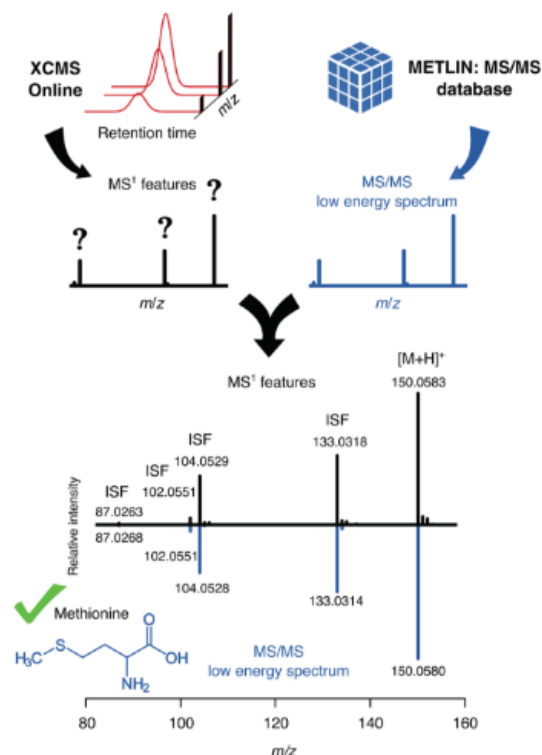 XCMS
Online
METLIN: MS/MS
database
m/z
Retention time
MS¹ features
?
?
?
m/z
MS/MS
low energy spectrum
m/z
MS¹ features
[M+H]⁺
150.0583
ISF
133.0318
ISF
104.0529
ISF
102.0551
ISF
87.0263
Relative intensity
87.0268
102.0551
104.0528
133.0314
150.0580
Methionine
O
S
H₃C
OH
NH₂
MS/MS
low energy spectrum
80
100
120
140
160
m/z